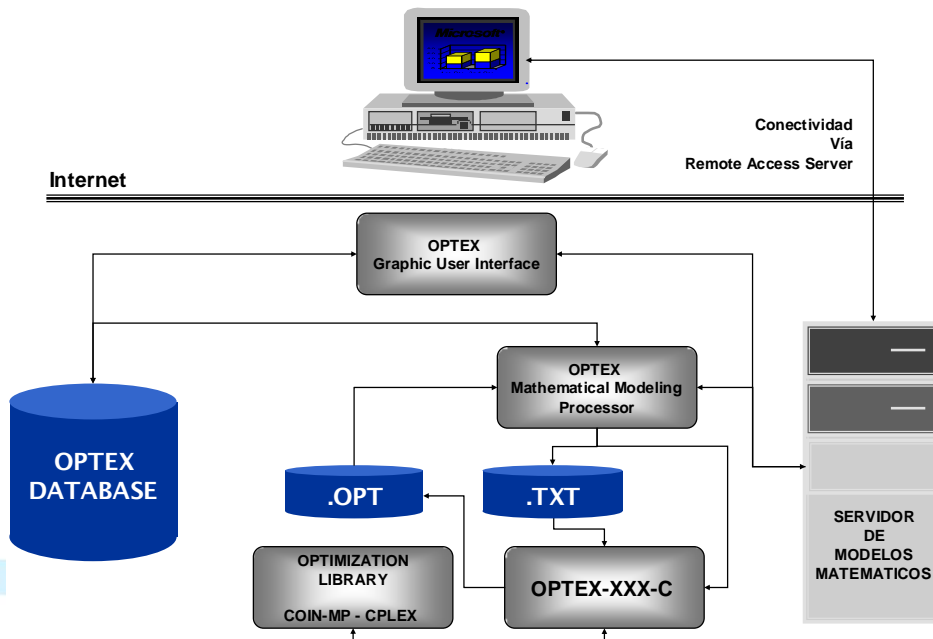 Microsoft
Conectividad
Vía
Remote Access Server
Internet
OPTEX
Graphic User Interface
OPTEX
Mathematical Modeling
Processor
OPTEX
DATABASE
.OPT
.TXT
SERVIDOR
DE
MODELOS
MATEMATICOS
OPTIMIZATION
LIBRARY
COIN-MP - CPLEX
OPTEX-XXX-C